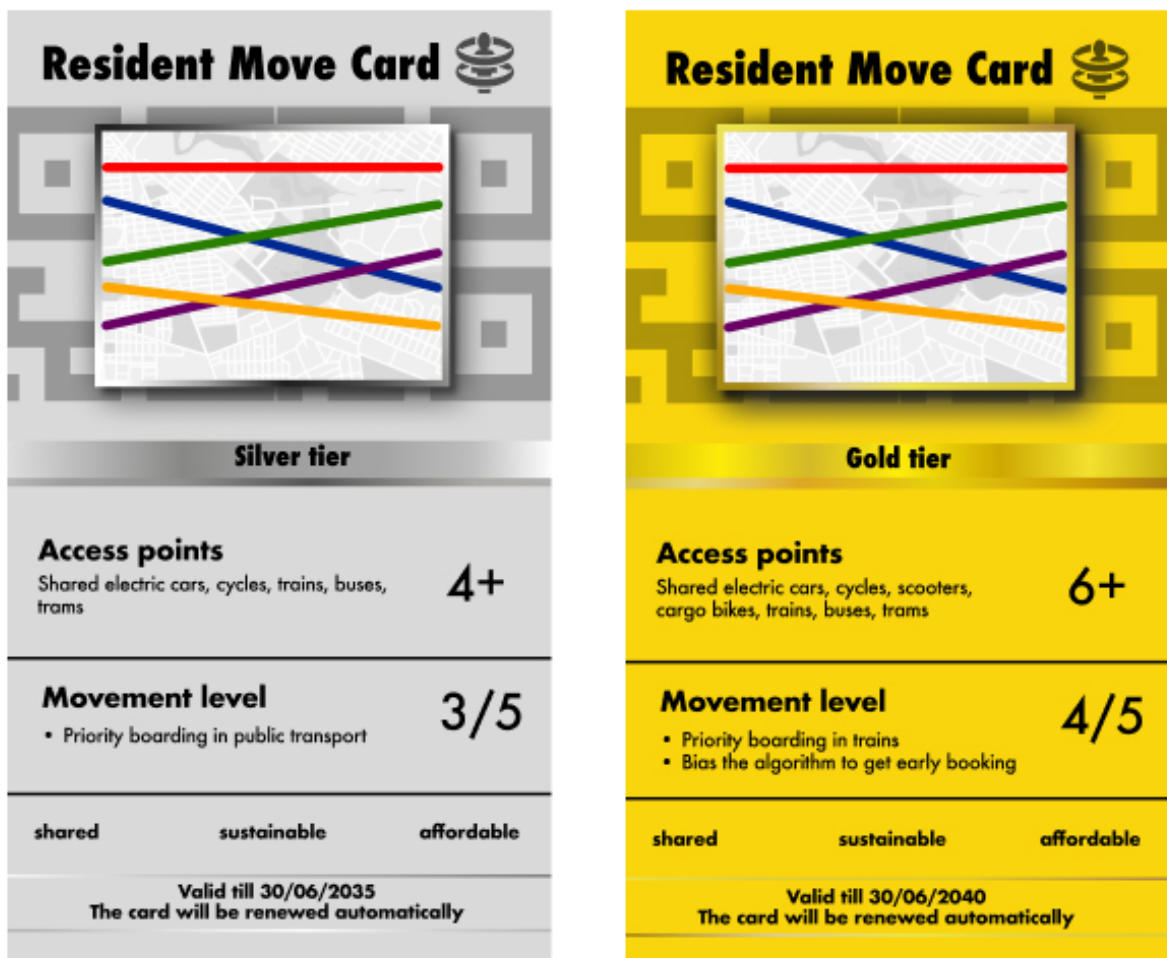 Resident Move Card
Silver tier
Access points
Shared electric cars, cycles, trains, buses,
trams
4+
Movement level
• Priority boarding in public transport
3/5
shared sustainable affordable
Valid till 30/06/2035
The card will be renewed automatically
Resident Move Card
Gold tier
Access points
Shared electric cars, cycles, scooters,
cargo bikes, trains, buses, trams
6+
Movement level
• Priority boarding in trains
• Bias the algorithm to get early booking
4/5
shared sustainable affordable
Valid till 30/06/2040
The card will be renewed automatically